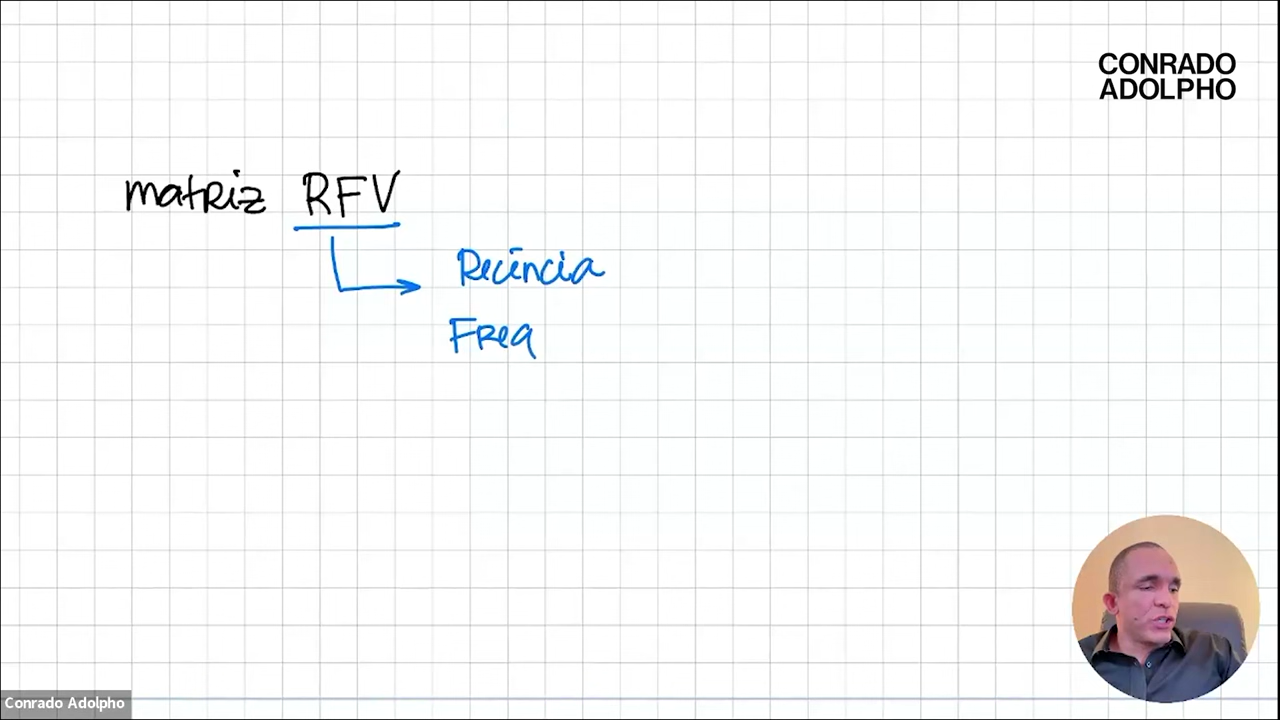 CONRADO
ADOLPHO
matriz RFV
Recência
Freq
Conrado Adolpho